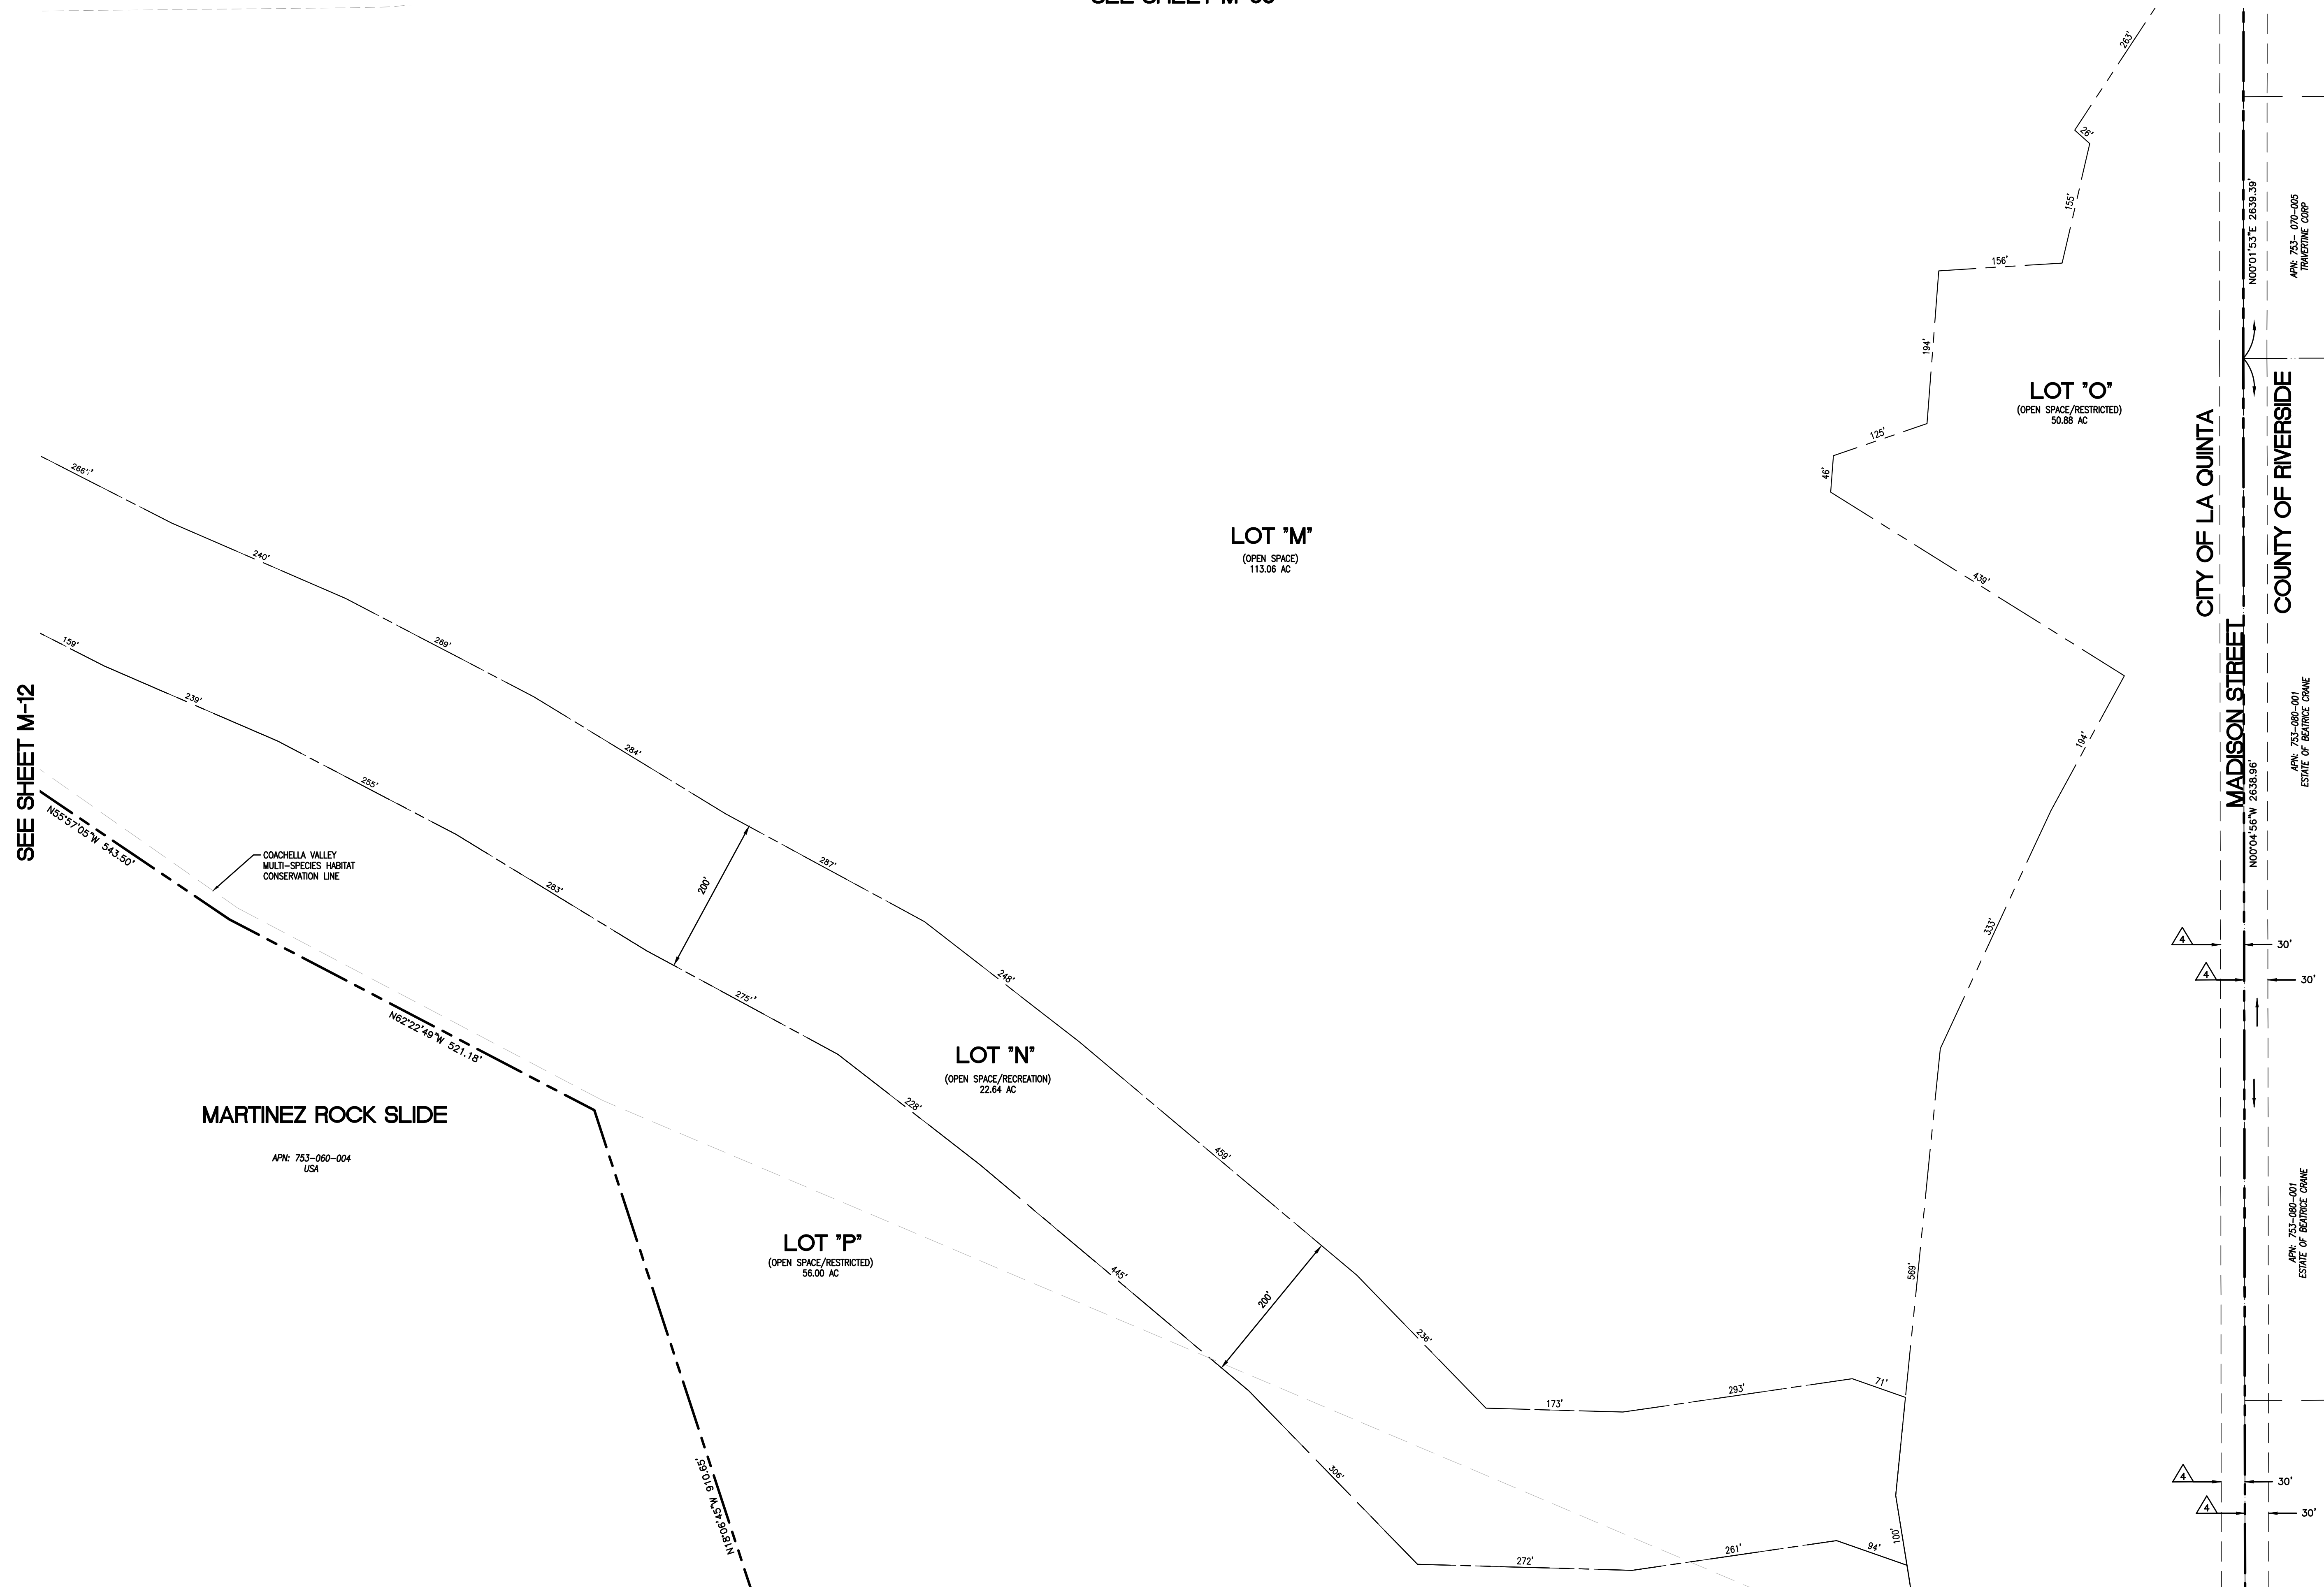 263'
26'
155'
156'
194'
125'
46'
439'
194'
333'
569'
100'
LOT "O"
(OPEN SPACE/RESTRICTED)
50.88 AC
LOT "M"
(OPEN SPACE)
113.06 AC
CITY OF LA QUINTA
COUNTY OF RIVERSIDE
MADISON STREET
N00°01'53"E 2639.39'
N00°04'56"W 2638.96'
APN: 753- 070-005
TRAVERTINE CORP
APN: 753-080-001
ESTATE OF BEATRICE CRANE
APN: 753-080-001
ESTATE OF BEATRICE CRANE
4
30'
4
30'
4
30'
4
30'
SEE SHEET M-12
266'
240'
269'
284'
287'
248'
459'
236'
173'
293'
71'
159'
239'
255'
283'
275'
228'
445'
306'
272'
261'
94'
200'
200'
N55°57'05"W 543.50'
COACHELLA VALLEY
MULTI-SPECIES HABITAT
CONSERVATION LINE
N62°22'49"W 521.18'
MARTINEZ ROCK SLIDE
APN: 753-060-004
USA
LOT "N"
(OPEN SPACE/RECREATION)
22.64 AC
LOT "P"
(OPEN SPACE/RESTRICTED)
56.00 AC
N18°06'45"W 910.65'